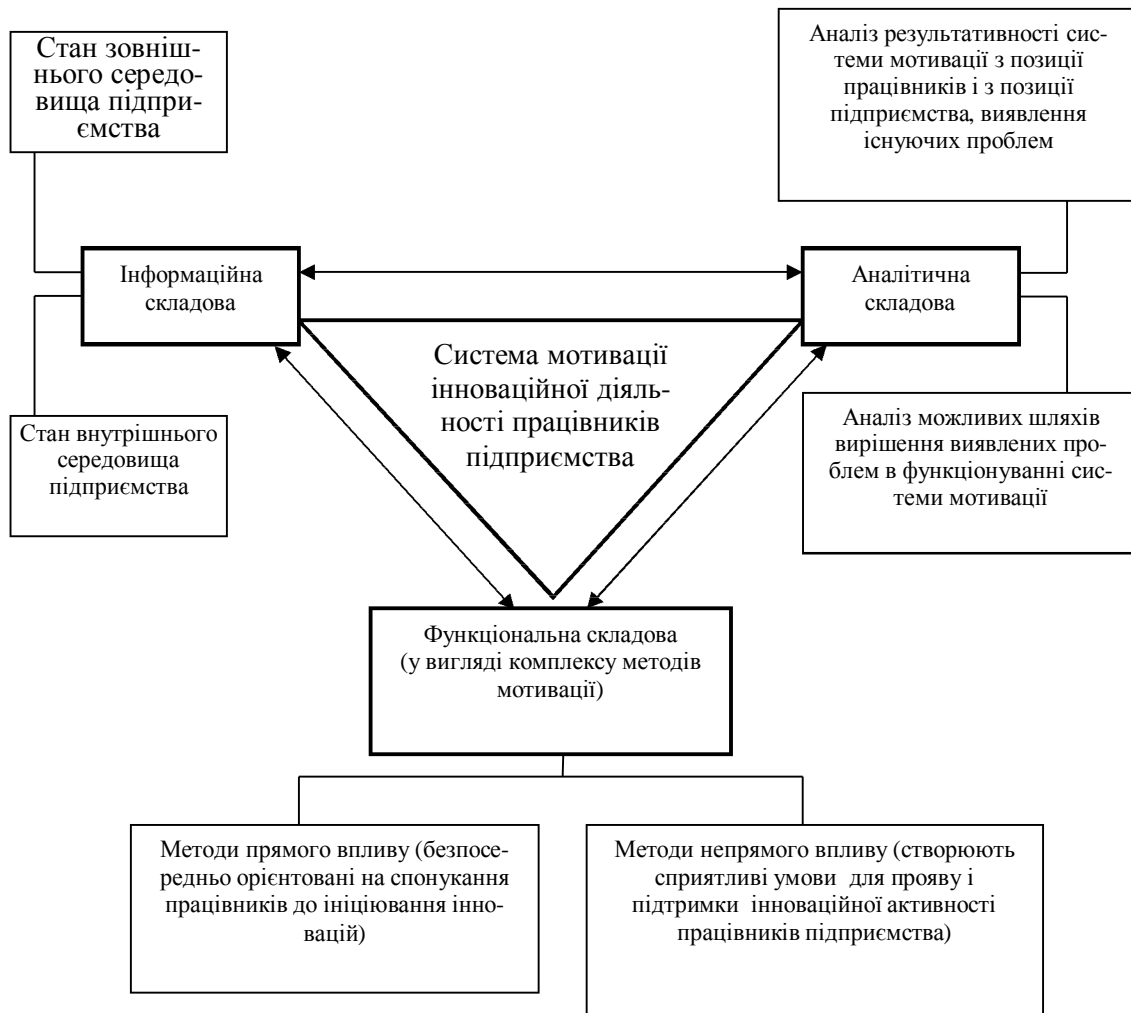 Стан зовніш-
нього середо-
вища підпри-
ємства
Аналіз результативності сис-
теми мотивації з позиції
працівників і з позиції
підприємства, виявлення
існуючих проблем
Інформаційна
складова
Аналітична
складова
Система мотивації
інноваційної діяль-
ності працівників
підприємства
Стан внутрішнього
середовища
підприємства
Аналіз можливих шляхів
вирішення виявлених про-
блем в функціонуванні сис-
теми мотивації
Функціональна складова
(у вигляді комплексу методів
мотивації)
Методи прямого впливу (безпосе-
редньо орієнтовані на спонукання
працівників до ініціювання інно-
вацій)
Методи непрямого впливу (створюють
сприятливі умови для прояву і
підтримки інноваційної активності
працівників підприємства)